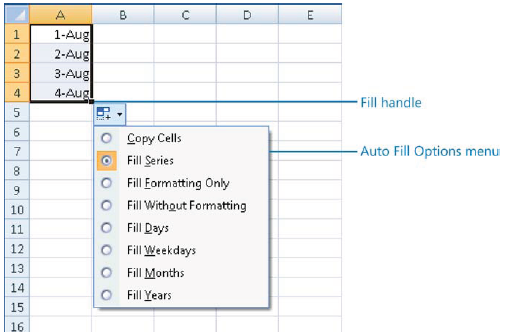 A B C D E
1 1-Aug
2 2-Aug
3 3-Aug
4 4-Aug
Fill handle
5
6
Copy Cells
7
Auto Fill Options menu
Fill Series
8
Fill Formatting Only
9
10
Fill Without Formatting
11
Fill Days
12
Fill Weekdays
13
Fill Months
14
Fill Years
15
16